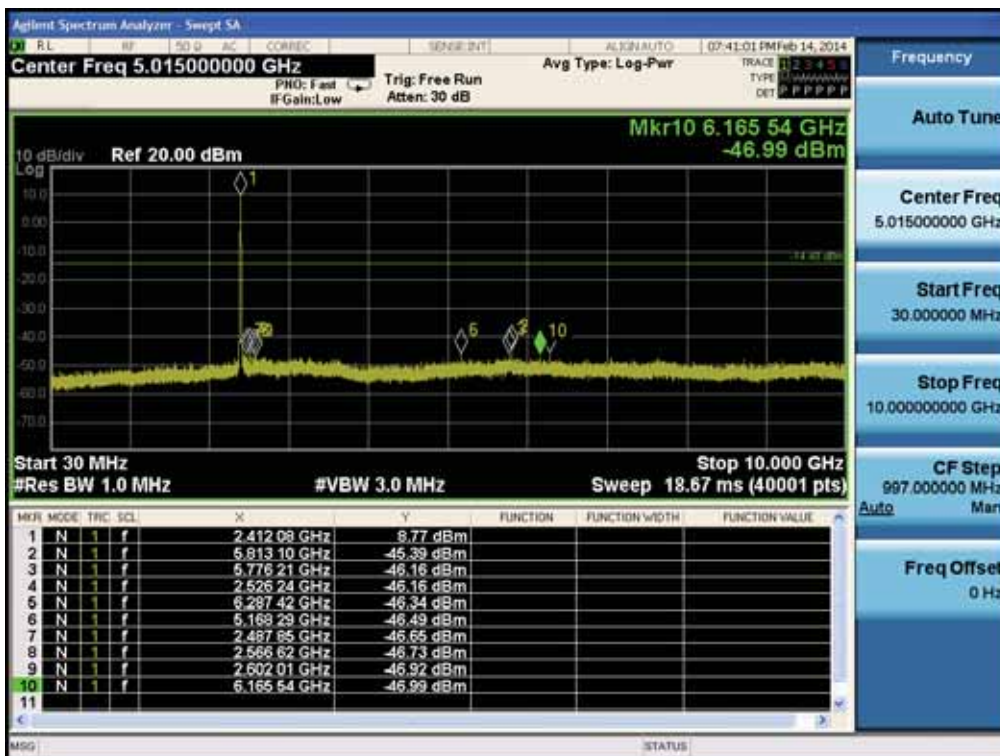 Agilent Spectrum Analyzer - Swept SA
RL RF 50 Ω AC CORREC SENSE:INT ALIGN AUTO 07:41:01 PM Feb 14, 2014
Center Freq 5.015000000 GHz
PNO: Fast
IFGain:Low
Trig: Free Run
Atten: 30 dB
Avg Type: Log-Pwr
TRACE 1 2 3 4 5 6
TYPE
DET P P P P P P
Mkr10 6.165 54 GHz
-46.99 dBm
10 dB/div Ref 20.00 dBm
Log
10.0
0.00
-10.0
-20.0
-30.0
-40.0
-50.0
-60.0
-70.0
1
6
10
Start 30 MHz
Stop 10.000 GHz
#Res BW 1.0 MHz
#VBW 3.0 MHz
Sweep 18.67 ms (40001 pts)
MKR MODE TRC SCL X Y FUNCTION FUNCTION WIDTH FUNCTION VALUE
1 N 1 f 2.412 08 GHz 8.77 dBm
2 N 1 f 5.813 10 GHz -45.39 dBm
3 N 1 f 5.776 21 GHz -46.16 dBm
4 N 1 f 2.526 24 GHz -46.16 dBm
5 N 1 f 6.297 42 GHz -46.34 dBm
6 N 1 f 5.168 29 GHz -46.49 dBm
7 N 1 f 2.487 85 GHz -46.65 dBm
8 N 1 f 2.566 62 GHz -46.73 dBm
9 N 1 f 2.602 01 GHz -46.92 dBm
10 N 1 f 6.165 54 GHz -46.99 dBm
11
MSG
STATUS
Frequency
Auto Tune
Center Freq
5.015000000 GHz
Start Freq
30.000000 MHz
Stop Freq
10.000000000 GHz
CF Step
997.000000 MHz
Auto Man
Freq Offset
0 Hz